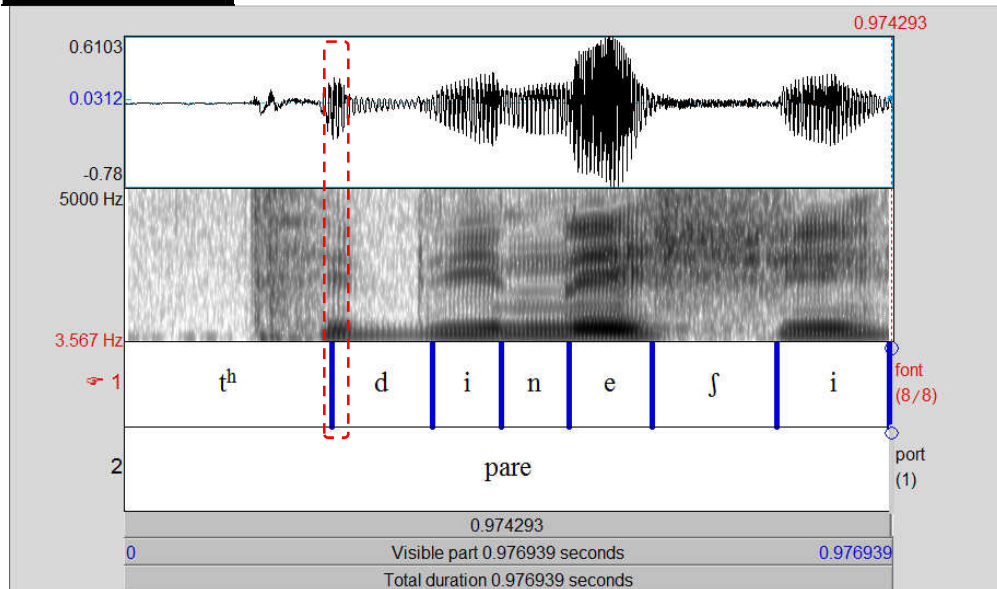 0.974293
0.6103
0.0312
-0.78
5000 Hz
3.567 Hz
☞ 1 tʰ d i n e ʃ i font (8/8)
2 pare port (1)
0.974293
0 Visible part 0.976939 seconds 0.976939
Total duration 0.976939 seconds